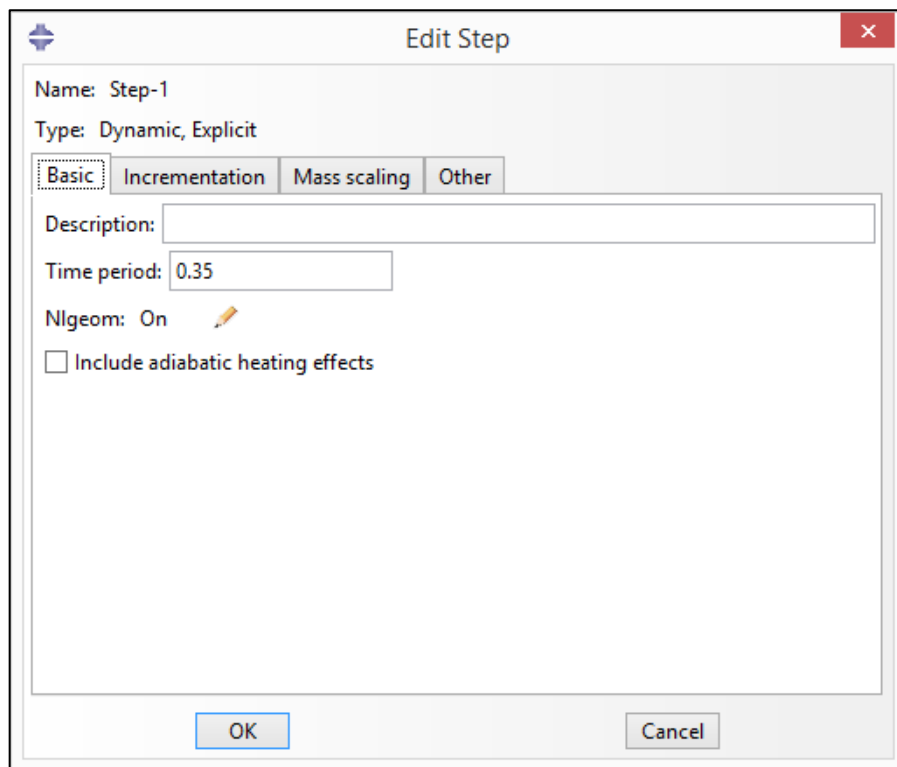 Edit Step
Name: Step-1
Type: Dynamic, Explicit
Basic Incrementation Mass scaling Other
Description:
Time period: 0.35
Nlgeom: On
Include adiabatic heating effects
OK Cancel